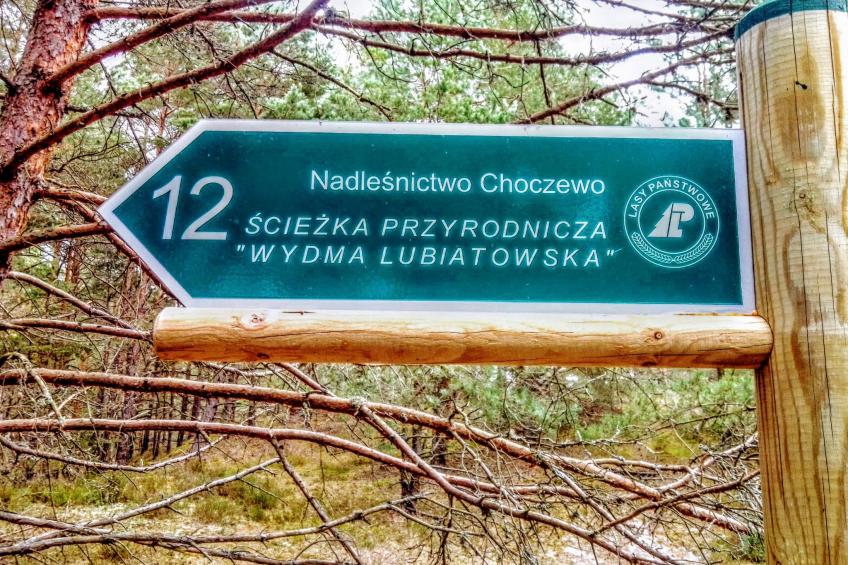 12
Nadleśnictwo Choczewo
ŚCIEŻKA PRZYRODNICZA
"WYDMA LUBIATOWSKA"
LASY PAŃSTWOWE